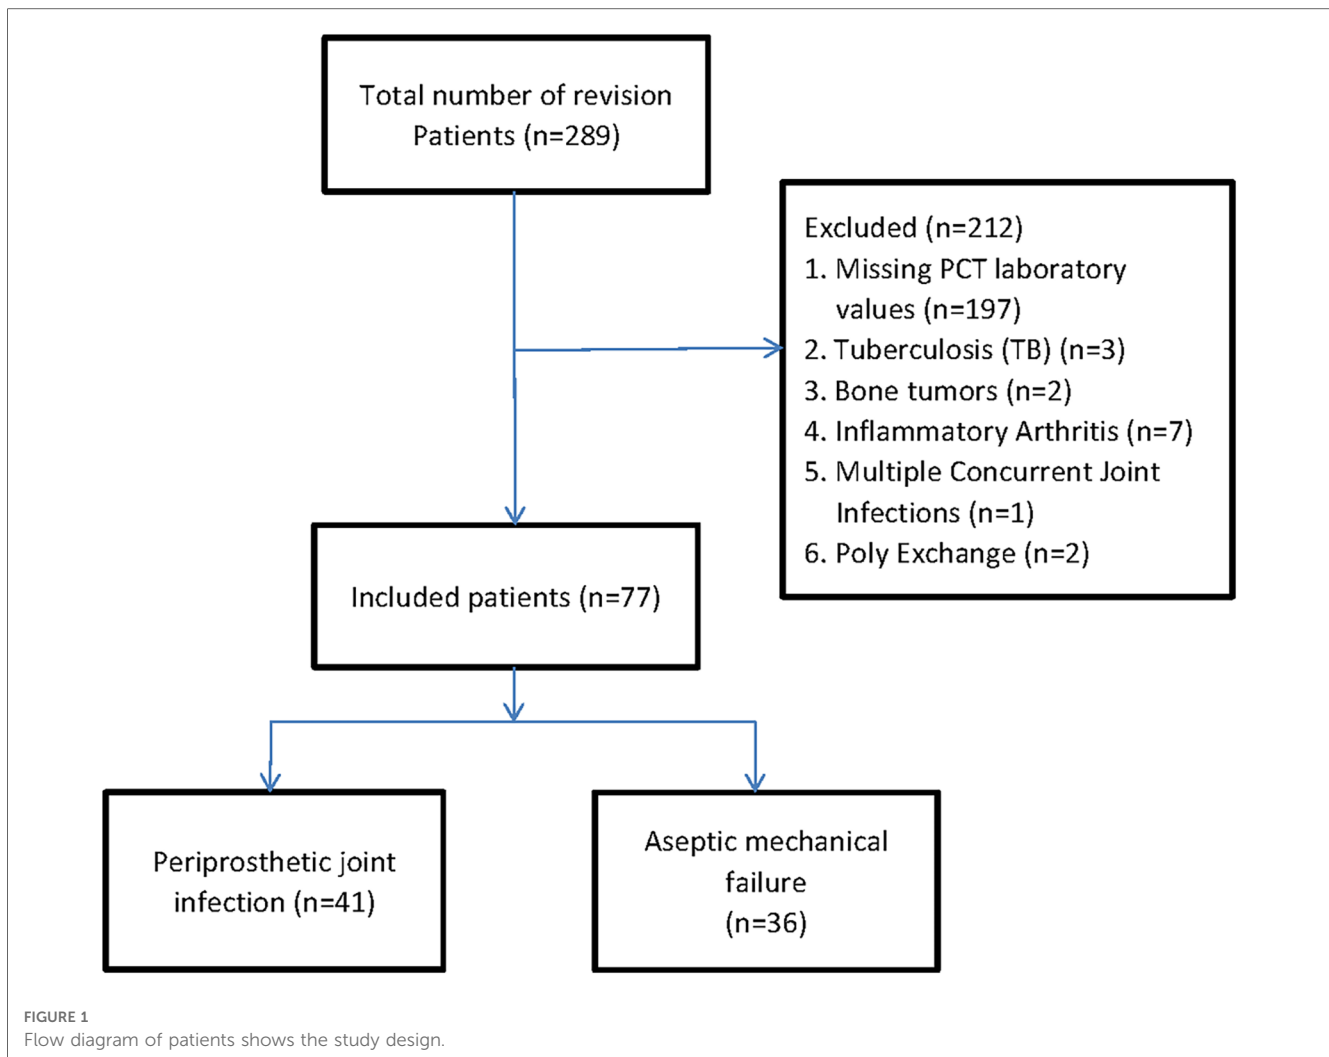 Total number of revision
Patients (n=289)
Excluded (n=212)
1. Missing PCT laboratory
values (n=197)
2. Tuberculosis (TB) (n=3)
3. Bone tumors (n=2)
4. Inflammatory Arthritis (n=7)
5. Multiple Concurrent Joint
Infections (n=1)
6. Poly Exchange (n=2)
Included patients (n=77)
Periprosthetic joint
infection (n=41)
Aseptic mechanical
failure
(n=36)
FIGURE 1
Flow diagram of patients shows the study design.